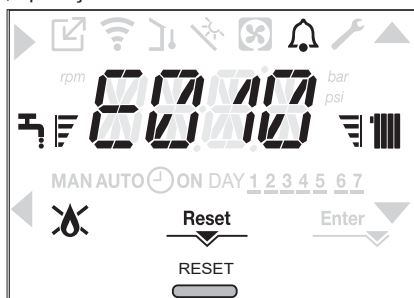 rpm
bar
psi
E010
MAN AUTO ON DAY 1 2 3 4 5 6 7
Reset
Enter
RESET